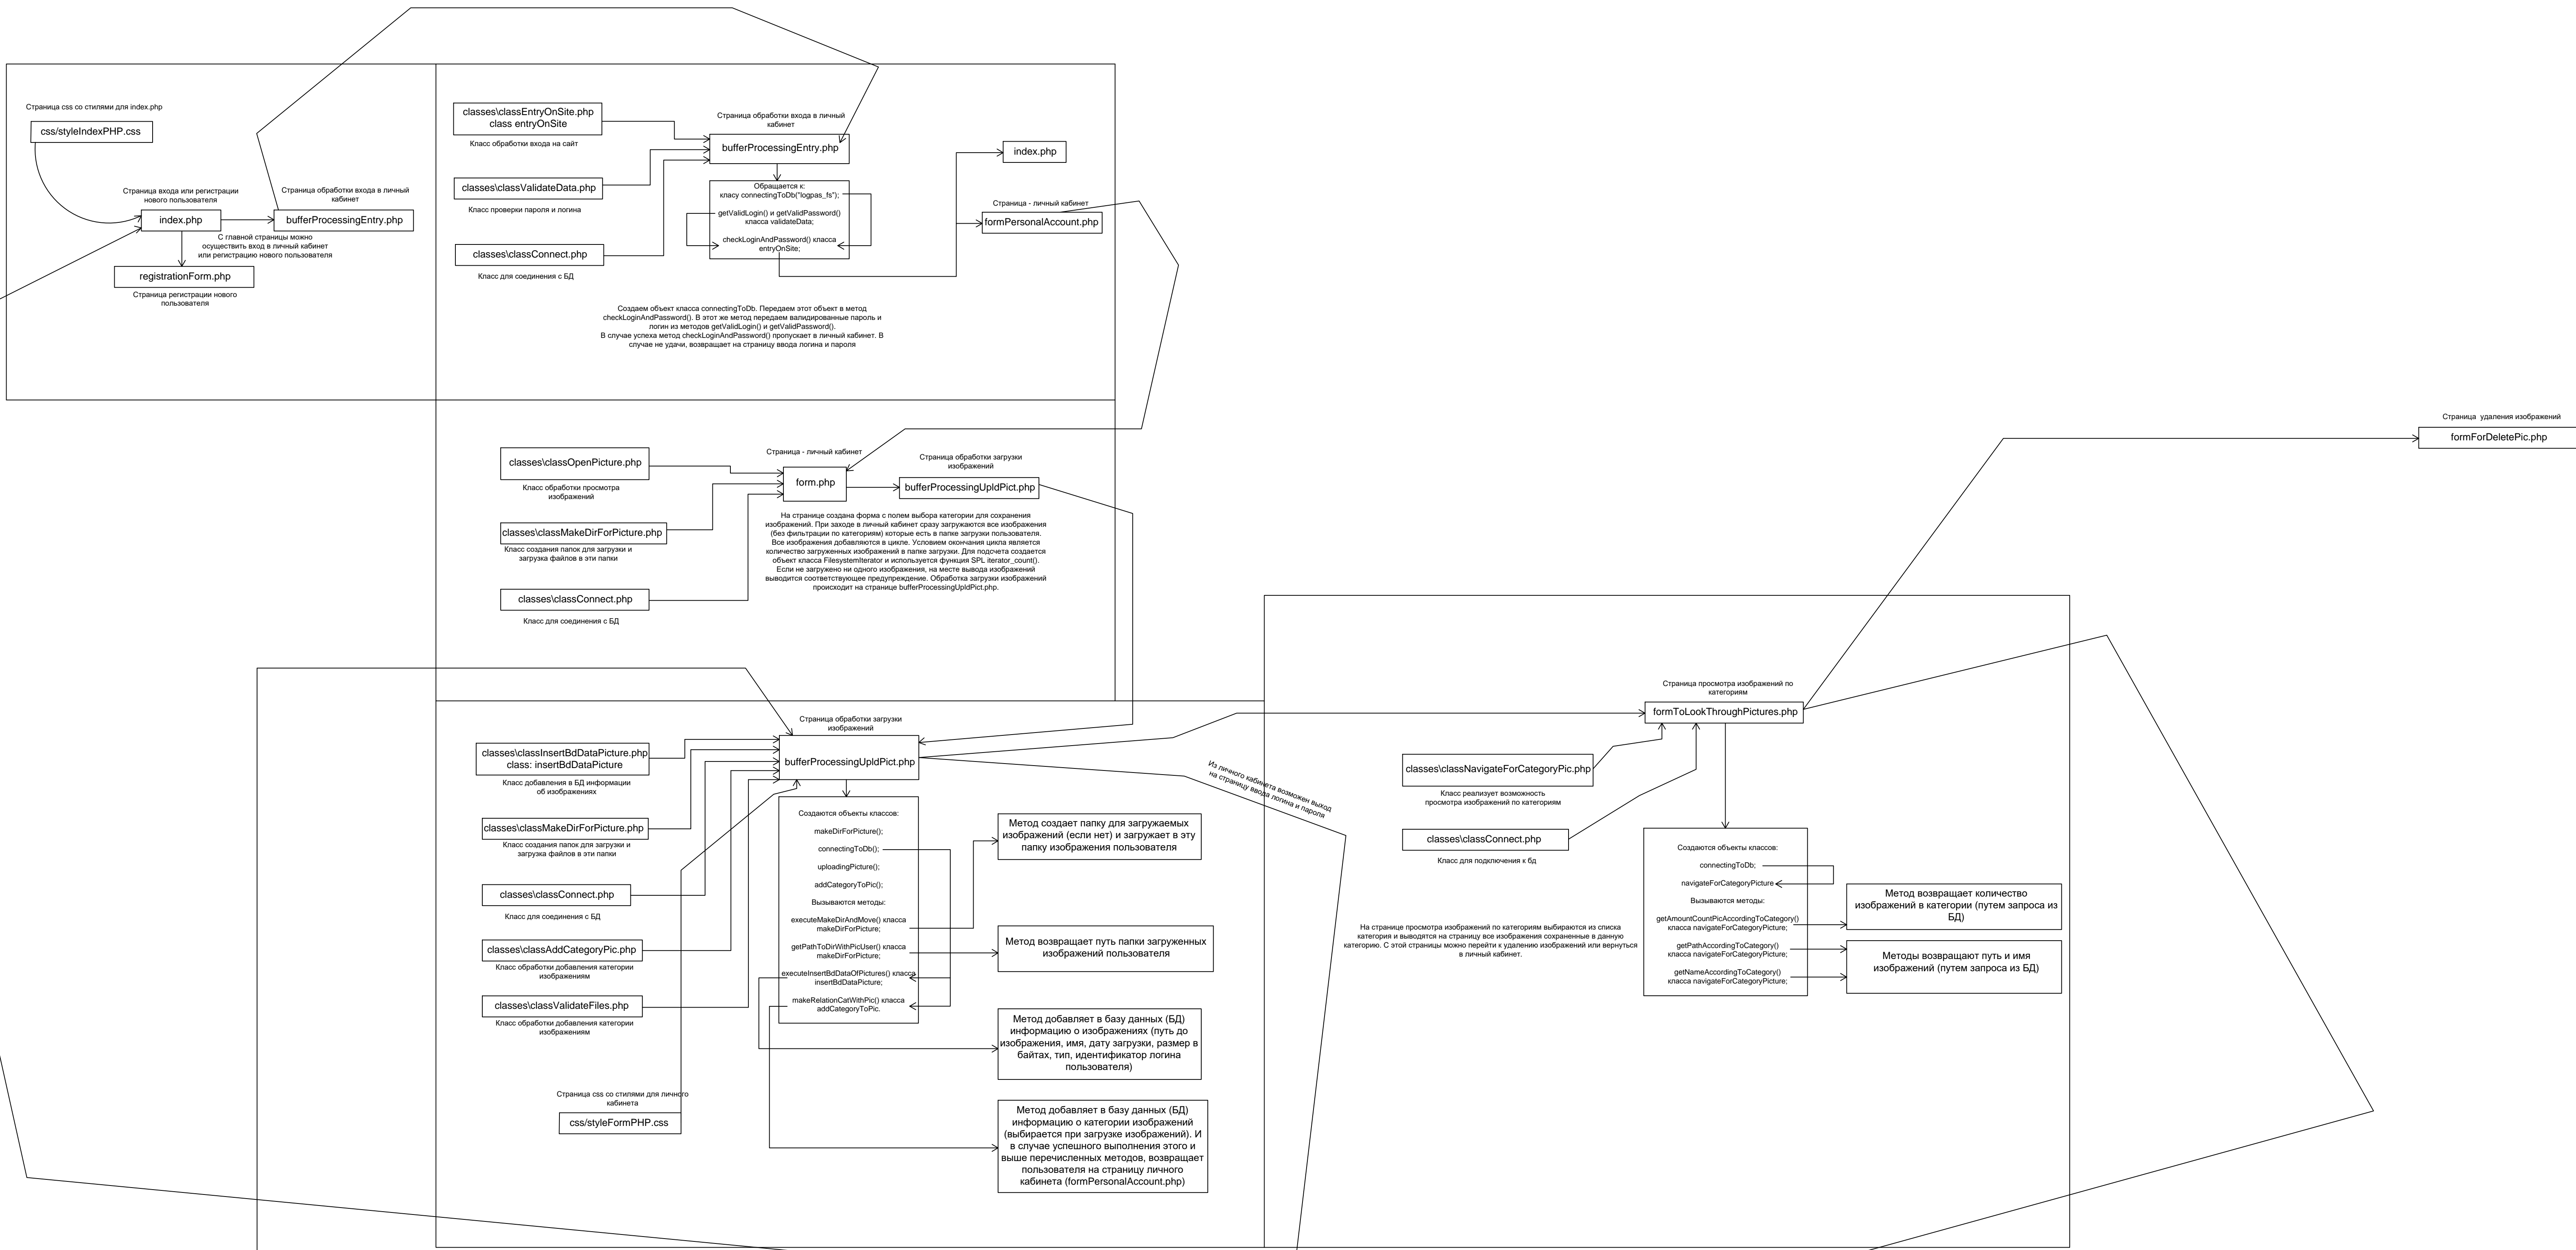 Страница css со стилями для index.php
css/styleIndexPHP.css
Страница входа или регистрации
нового пользователя
index.php
Страница обработки входа в личный
кабинет
bufferProcessingEntry.php
С главной страницы можно
осуществить вход в личный кабинет
или регистрацию нового пользователя
registrationForm.php
Страница регистрации нового
пользователя
classes\classEntryOnSite.php
class entryOnSite
Класс обработки входа на сайт
classes\classValidateData.php
Класс проверки пароля и логина
classes\classConnect.php
Класс для соединения с БД
Страница обработки входа в личный
кабинет
bufferProcessingEntry.php
Обращается к:
класу connectingToDb("logpas_fs");
getValidLogin() и getValidPassword()
класса validateData;
checkLoginAndPassword() класса
entryOnSite;
index.php
Страница - личный кабинет
formPersonalAccount.php
Создаем объект класса connectingToDb. Передаем этот объект в метод
checkLoginAndPassword(). В этот же метод передаем валидированные пароль и
логин из методов getValidLogin() и getValidPassword().
В случае успеха метод checkLoginAndPassword() пропускает в личный кабинет. В
случае не удачи, возвращает на страницу ввода логина и пароля
classes\classOpenPicture.php
Класс обработки просмотра
изображений
classes\classMakeDirForPicture.php
Класс создания папок для загрузки и
загрузка файлов в эти папки
classes\classConnect.php
Класс для соединения с БД
Страница - личный кабинет
form.php
Страница обработки загрузки
изображений
bufferProcessingUpldPict.php
На странице создана форма с полем выбора категории для сохранения
изображений. При заходе в личный кабинет сразу загружаются все изображения
(без фильтрации по категориям) которые есть в папке загрузки пользователя.
Все изображения добавляются в цикле. Условием окончания цикла является
количество загруженных изображений в папке загрузки. Для подсчета создается
объект класса FilesystemIterator и используется функция SPL iterator_count().
Если не загружено ни одного изображения, на месте вывода изображений
выводится соответствующее предупреждение. Обработка загрузки изображений
происходит на странице bufferProcessingUpldPict.php.
Страница удаления изображений
formForDeletePic.php
classes\classInsertBdDataPicture.php
class: insertBdDataPicture
Класс добавления в БД информации
об изображениях
classes\classMakeDirForPicture.php
Класс создания папок для загрузки и
загрузка файлов в эти папки
classes\classConnect.php
Класс для соединения с БД
classes\classAddCategoryPic.php
Класс обработки добавления категории
изображениям
classes\classValidateFiles.php
Класс обработки добавления категории
изображениям
Страница css со стилями для личного
кабинета
css/styleFormPHP.css
Страница обработки загрузки
изображений
bufferProcessingUpldPict.php
Создаются объекты классов:
makeDirForPicture();
connectingToDb();
uploadingPicture();
addCategoryToPic();
Вызываются методы:
executeMakeDirAndMove() класса
makeDirForPicture;
getPathToDirWithPicUser() класса
makeDirForPicture;
executeInsertBdDataOfPictures() класса
insertBdDataPicture;
makeRelationCatWithPic() класса
addCategoryToPic.
Метод создает папку для загружаемых
изображений (если нет) и загружает в эту
папку изображения пользователя
Метод возвращает путь папки загруженных
изображений пользователя
Метод добавляет в базу данных (БД)
информацию о изображениях (путь до
изображения, имя, дату загрузки, размер в
байтах, тип, идентификатор логина
пользователя)
Метод добавляет в базу данных (БД)
информацию о категории изображений
(выбирается при загрузке изображений). И
в случае успешного выполнения этого и
выше перечисленных методов, возвращает
пользователя на страницу личного
кабинета (formPersonalAccount.php)
Из личного кабинета возможен выход
на страницу ввода логина и пароля
Страница просмотра изображений по
категориям
formToLookThroughPictures.php
classes\classNavigateForCategoryPic.php
Класс реализует возможность
просмотра изображений по категориям
classes\classConnect.php
Класс для подключения к бд
На странице просмотра изображений по категориям выбираются из списка
категория и выводятся на страницу все изображения сохраненные в данную
категорию. С этой страницы можно перейти к удалению изображений или вернуться
в личный кабинет.
Создаются объекты классов:
connectingToDb;
navigateForCategoryPicture
Вызываются методы:
getAmountCountPicAccordingToCategory()
класса navigateForCategoryPicture;
getPathAccordingToCategory()
класса navigateForCategoryPicture;
getNameAccordingToCategory()
класса navigateForCategoryPicture;
Метод возвращает количество
изображений в категории (путем запроса из
БД)
Методы возвращают путь и имя
изображений (путем запроса из БД)